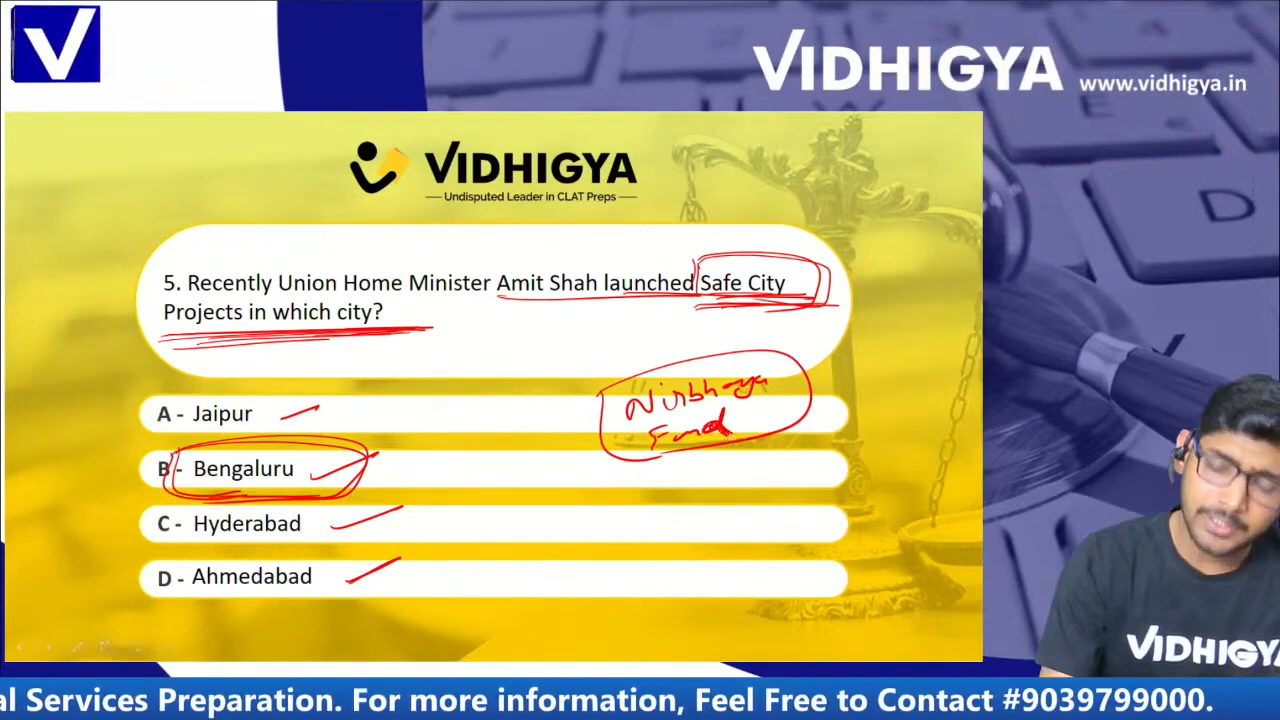 V
VIDHIGYA www.vidhigya.in
VIDHIGYA
Undisputed Leader in CLAT Preps
5. Recently Union Home Minister Amit Shah launched Safe City
Projects in which city?
Nirbhaya
Fund
A - Jaipur
B - Bengaluru
C - Hyderabad
D - Ahmedabad
D
VIDHIGYA
al Services Preparation. For more information, Feel Free to Contact #9039799000.